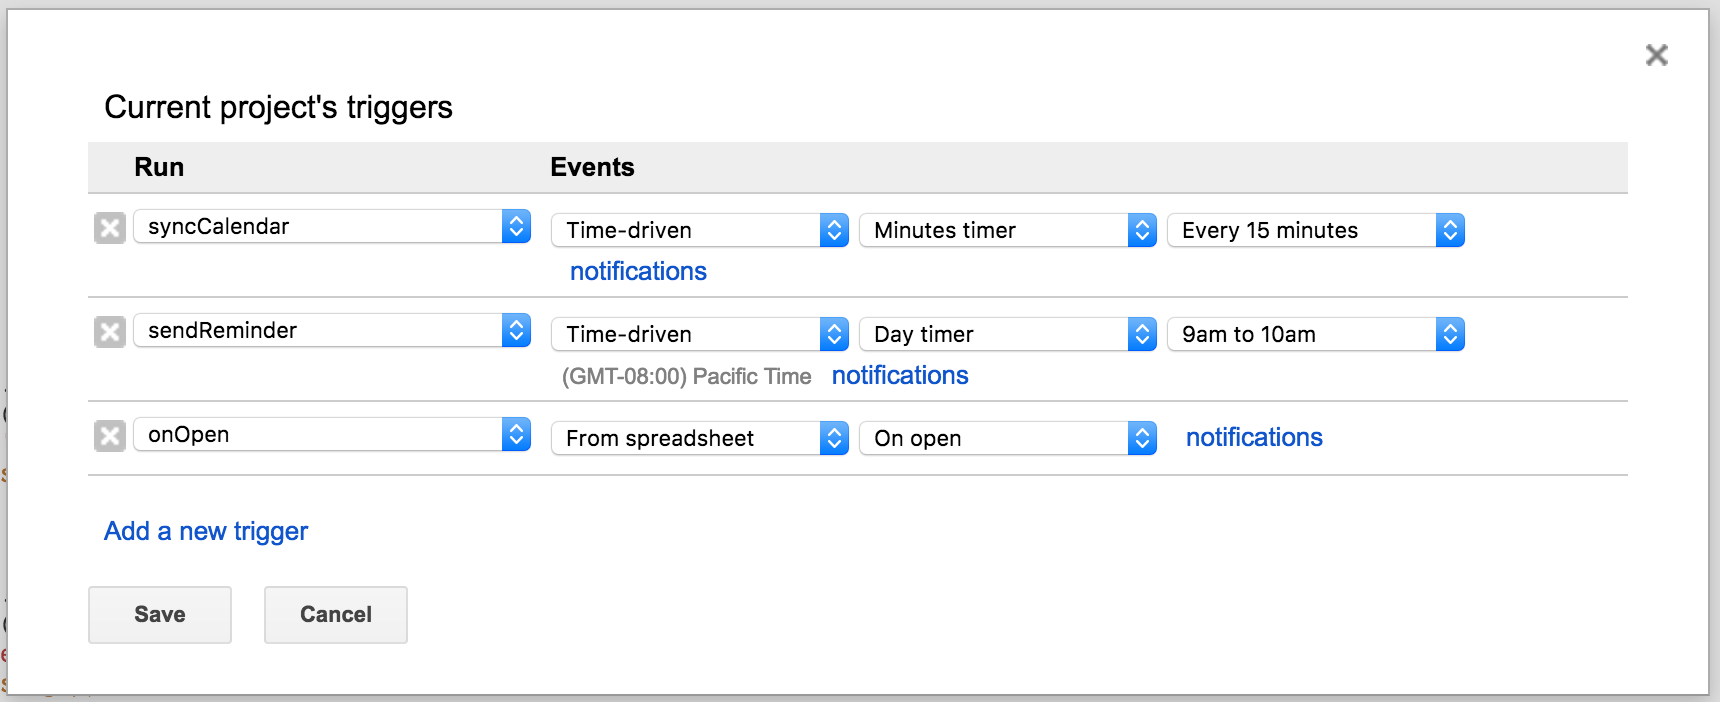 Current project's triggers
Run Events
syncCalendar Time-driven Minutes timer Every 15 minutes
notifications
sendReminder Time-driven Day timer 9am to 10am
(GMT-08:00) Pacific Time notifications
onOpen From spreadsheet On open notifications
Add a new trigger
Save Cancel